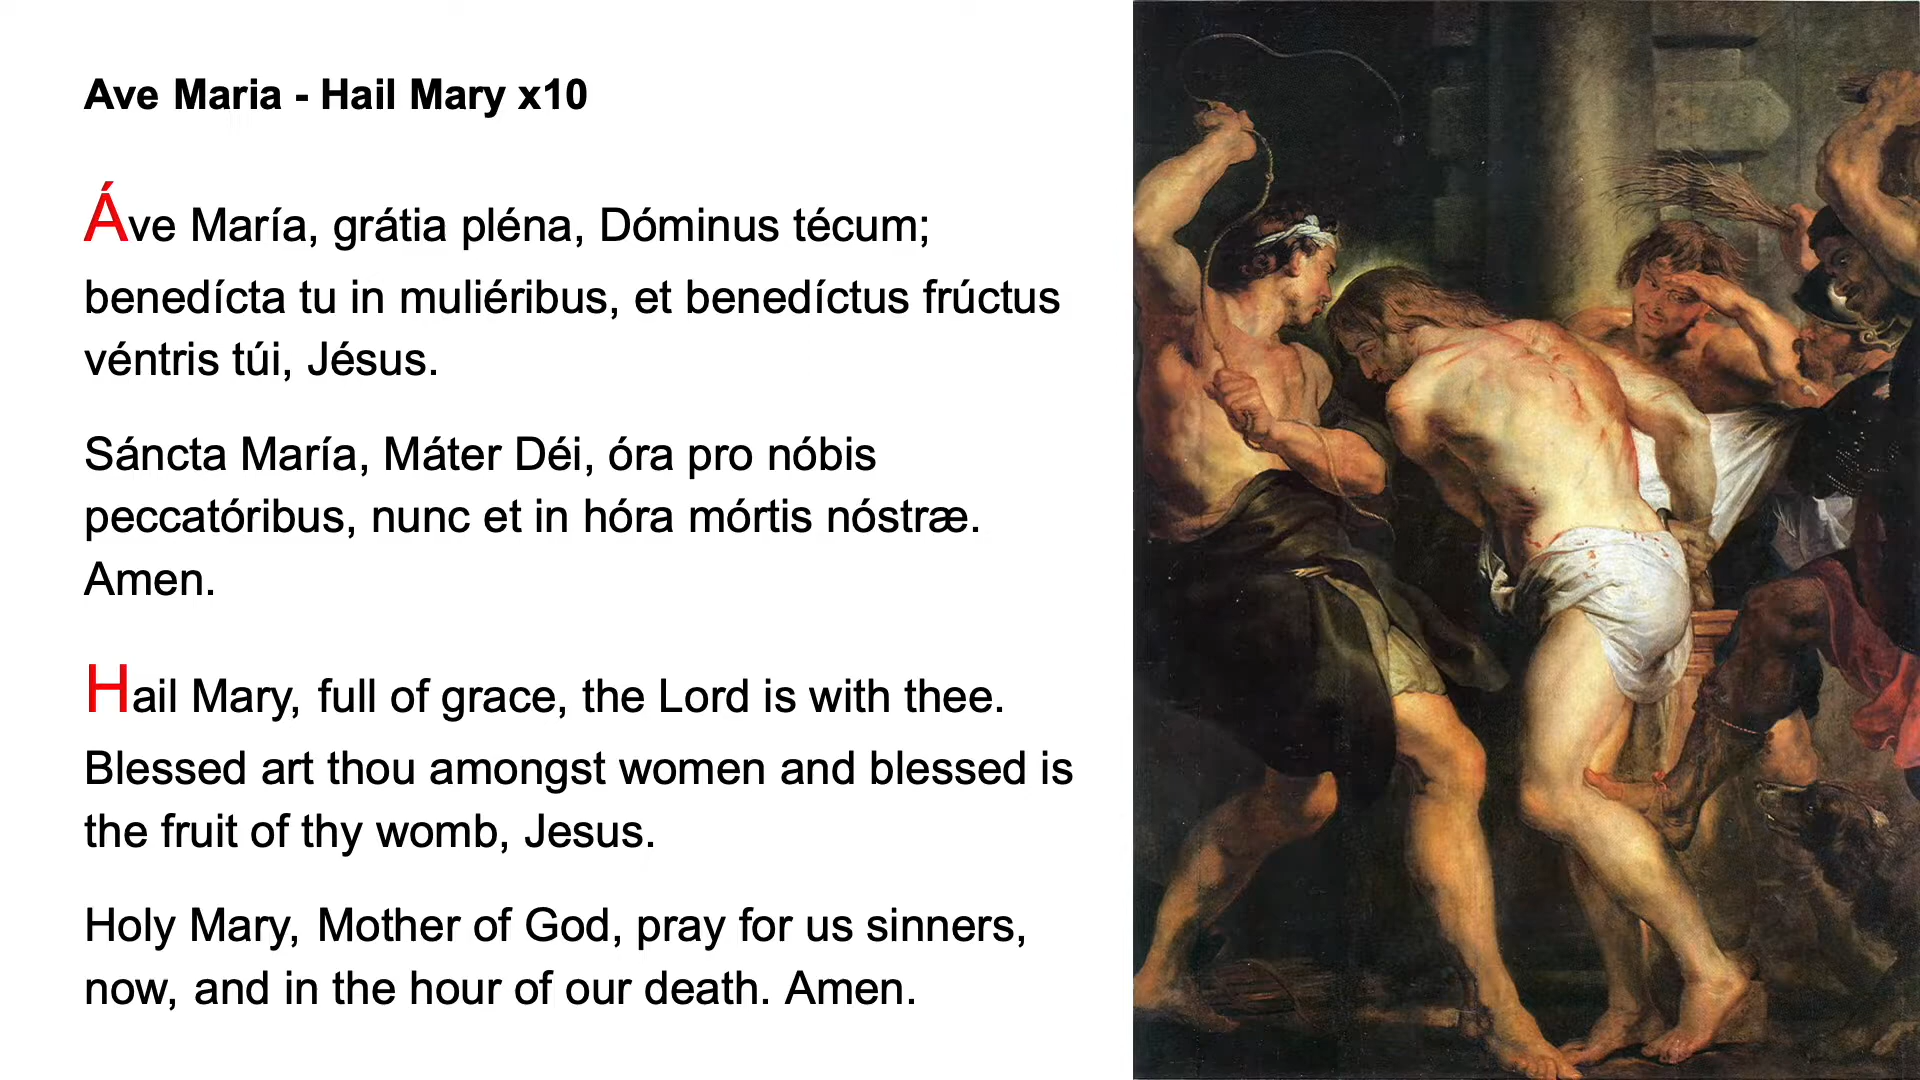 Ave Maria - Hail Mary x10
Áve María, grátia pléna, Dóminus técum;
benedícta tu in muliéribus, et benedíctus frúctus
véntris túi, Jésus.
Sáncta María, Máter Déi, óra pro nóbis
peccatóribus, nunc et in hóra mórtis nóstræ.
Amen.
Hail Mary, full of grace, the Lord is with thee.
Blessed art thou amongst women and blessed is
the fruit of thy womb, Jesus.
Holy Mary, Mother of God, pray for us sinners,
now, and in the hour of our death. Amen.